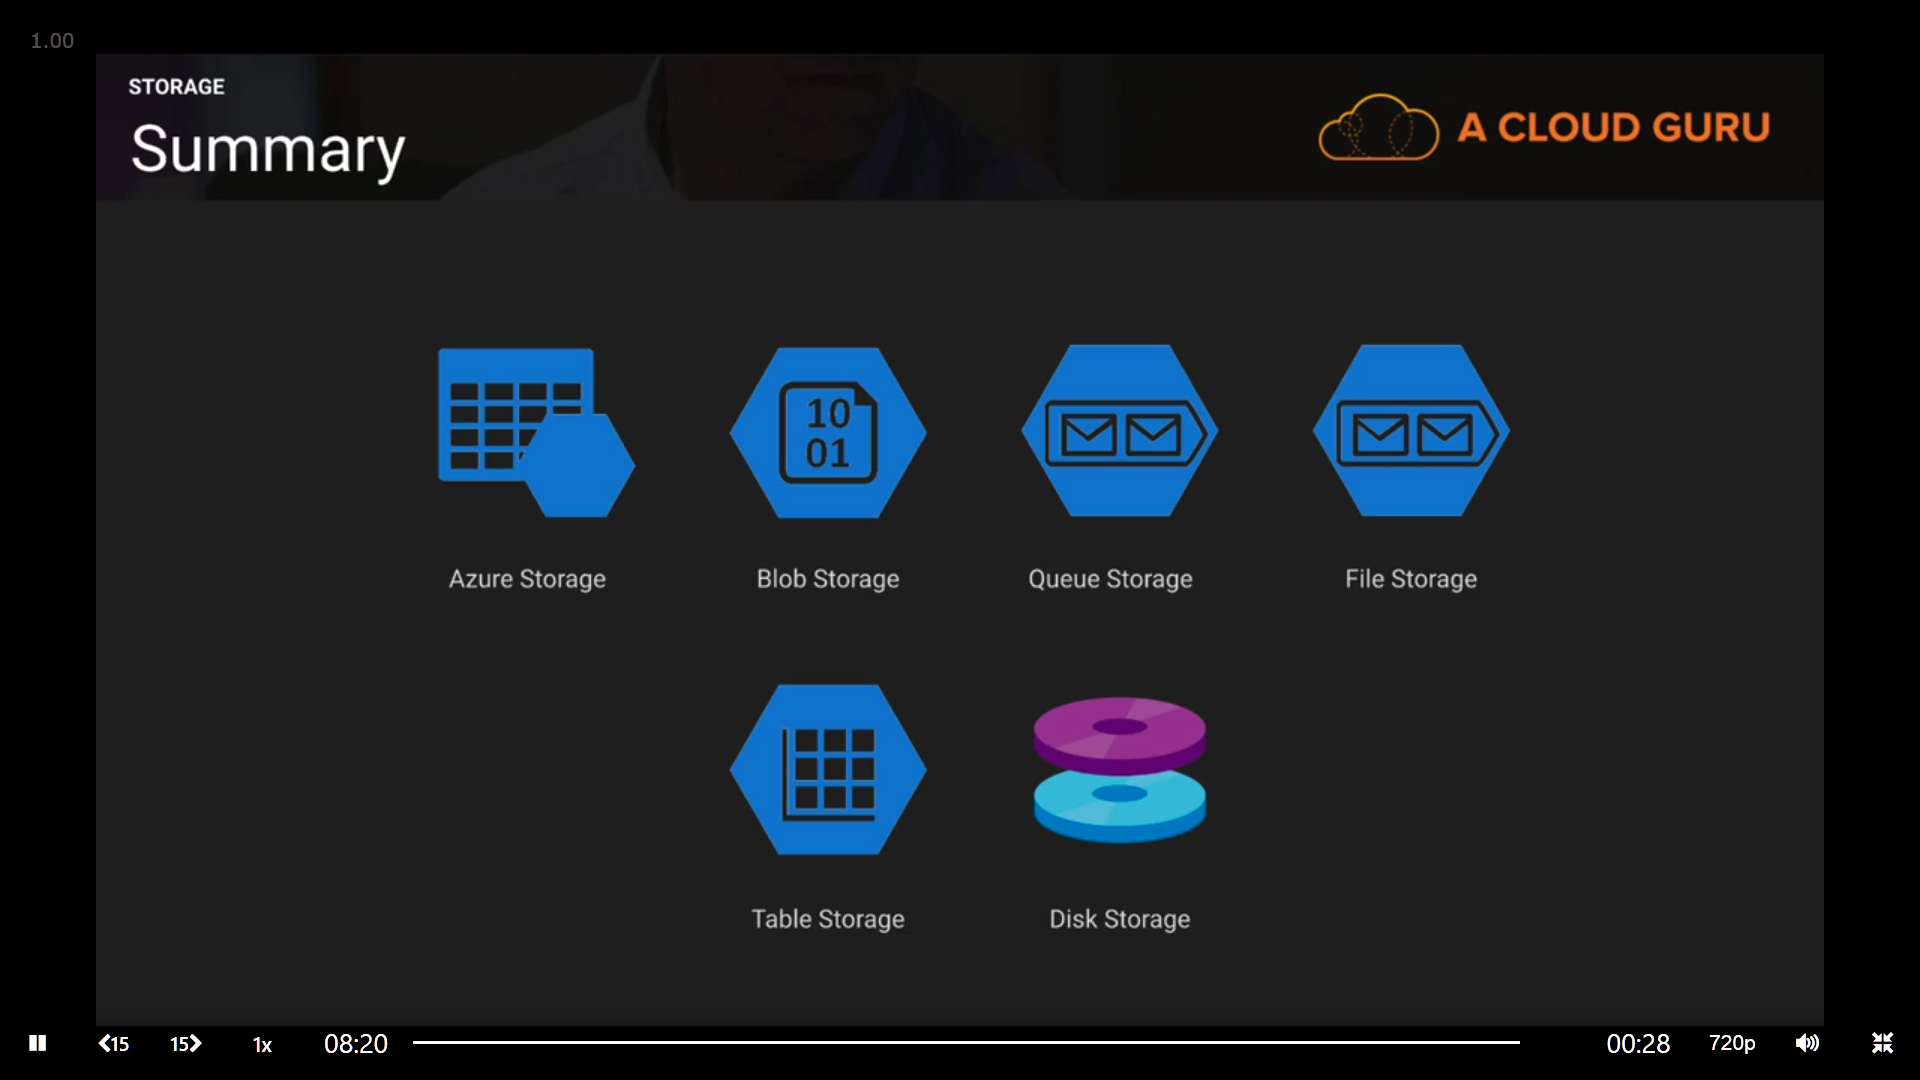 1.00
STORAGE
Summary
A CLOUD GURU
10
01
Azure Storage
Blob Storage
Queue Storage
File Storage
Table Storage
Disk Storage
15 15 1x 08:20 00:28 720p